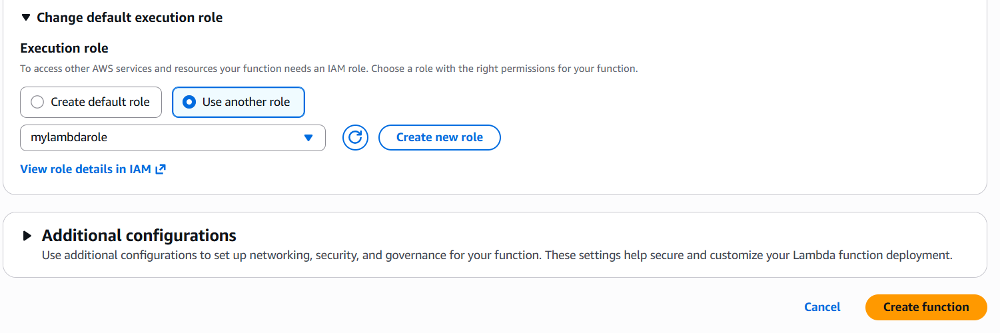 Change default execution role
Execution role
To access other AWS services and resources your function needs an IAM role. Choose a role with the right permissions for your function.
Create default role
Use another role
mylambdarole
Create new role
View role details in IAM
Additional configurations
Use additional configurations to set up networking, security, and governance for your function. These settings help secure and customize your Lambda function deployment.
Cancel
Create function